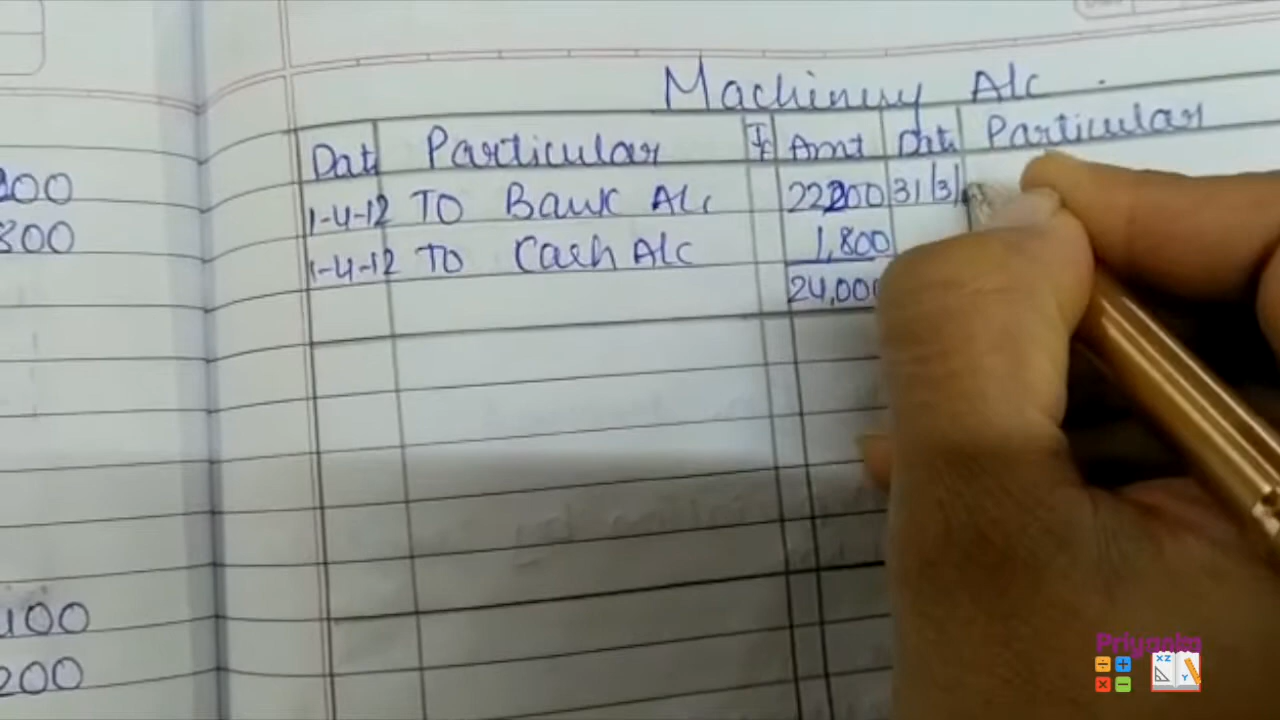 Machinery A/c
Date Particular J.F Amt Date Particular
1-4-12 TO Bank A/c 22200 31/3/
1-4-12 TO Cash A/c 1,800
24,000
300
100
200
Priyanka